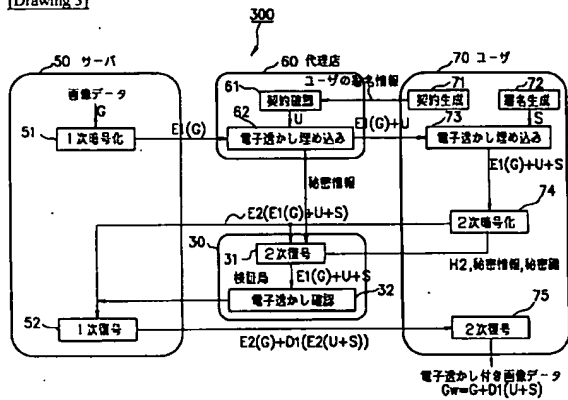 [Drawing 5]
300
50 サーバ
60 代理店
70 ユーザ
画像データ
G
51
1次暗号化
E1(G)
61
契約確認
ユーザの署名情報
U
62
電子透かし埋め込み
E1(G)+U
71
契約生成
72
署名生成
S
73
電子透かし埋め込み
E1(G)+U+S
74
2次暗号化
秘密情報
E2(E1(G)+U+S)
30
31
2次復号
検証局
E1(G)+U+S
電子透かし確認
32
H2,秘密情報,秘密鍵
52
1次復号
E2(G)+D1(E2(U+S))
75
2次復号
電子透かし付き画像データ
Gw=G+D1(U+S)